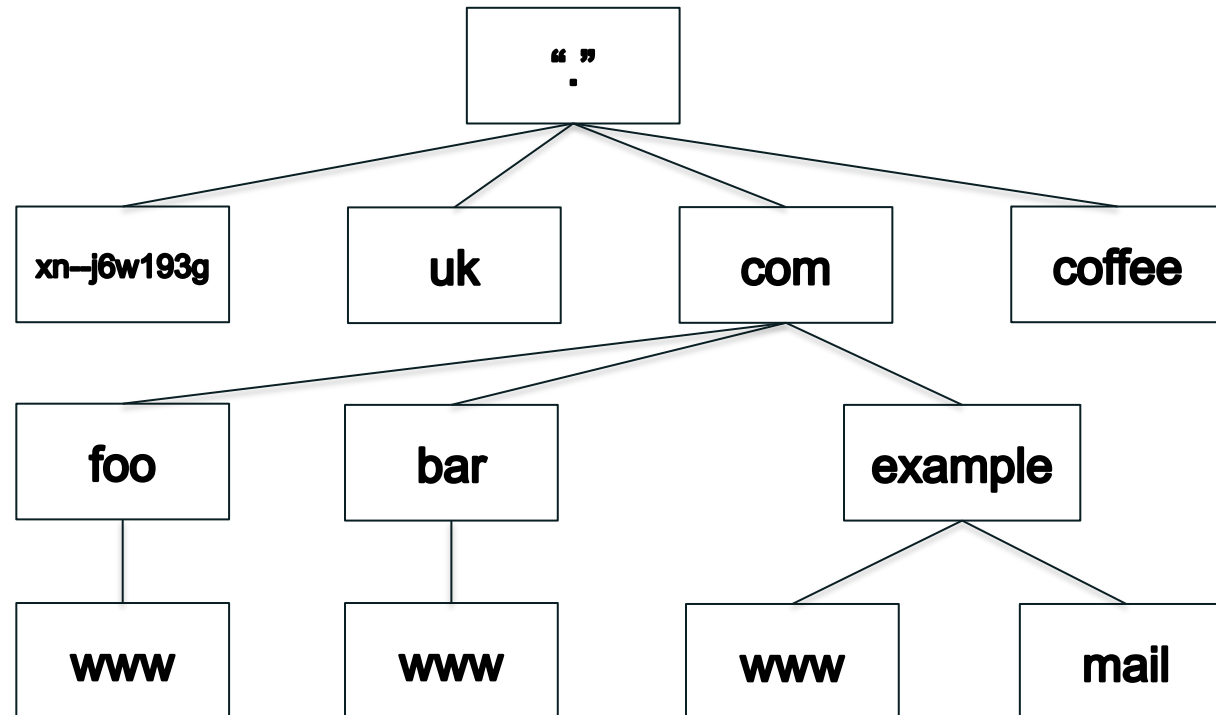 “.”
xn--j6w193g
uk
com
coffee
foo
bar
example
www
www
www
mail